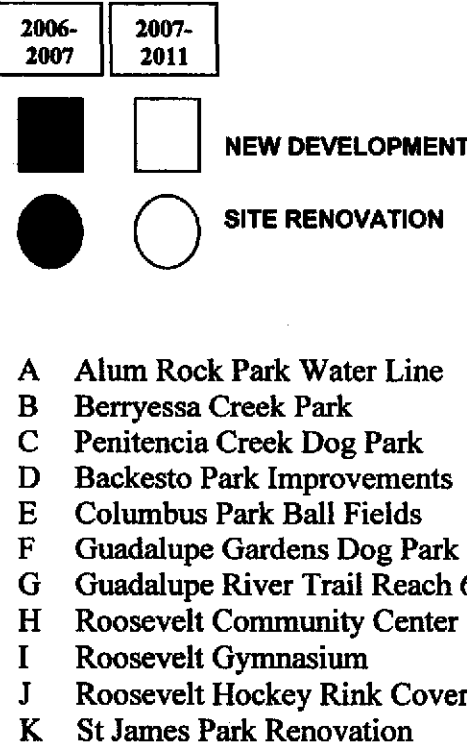 2006- 2007-
2007 2011
NEW DEVELOPMENT
SITE RENOVATION
A Alum Rock Park Water Line
B Berryessa Creek Park
C Penitencia Creek Dog Park
D Backesto Park Improvements
E Columbus Park Ball Fields
F Guadalupe Gardens Dog Park
G Guadalupe River Trail Reach 6
H Roosevelt Community Center
I Roosevelt Gymnasium
J Roosevelt Hockey Rink Cover
K St James Park Renovation